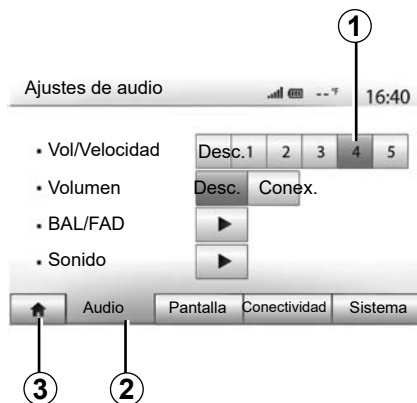 1
Ajustes de audio --°F 16:40
• Vol/Velocidad Desc. 1 2 3 4 5
• Volumen Desc. Conex.
• BAL/FAD
• Sonido
Audio Pantalla Conectividad Sistema
3 2